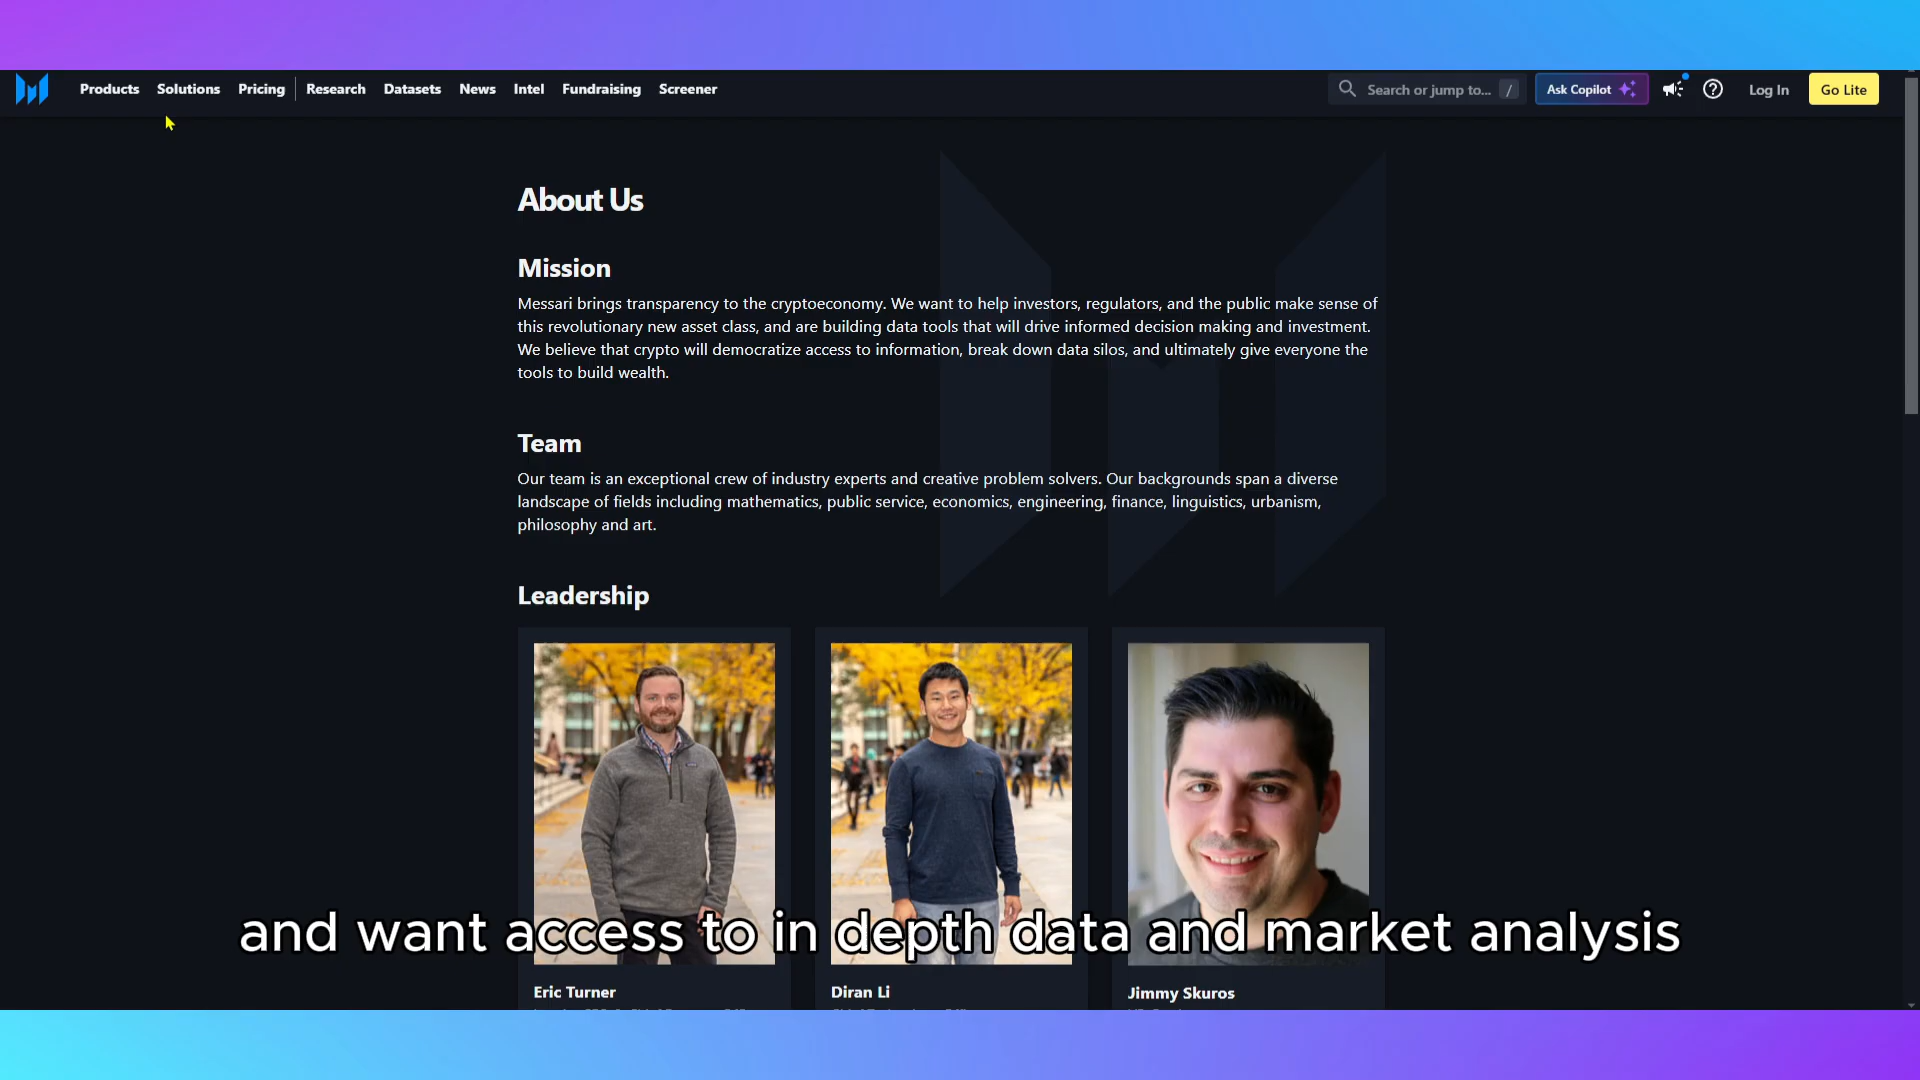 Products Solutions Pricing Research Datasets News Intel Fundraising Screener Search or jump to... / Ask Copilot Log In Go Lite
About Us
Mission
Messari brings transparency to the cryptoeconomy. We want to help investors, regulators, and the public make sense of
this revolutionary new asset class, and are building data tools that will drive informed decision making and investment.
We believe that crypto will democratize access to information, break down data silos, and ultimately give everyone the
tools to build wealth.
Team
Our team is an exceptional crew of industry experts and creative problem solvers. Our backgrounds span a diverse
landscape of fields including mathematics, public service, economics, engineering, finance, linguistics, urbanism,
philosophy and art.
Leadership
and want access to in depth data and market analysis
Eric Turner Diran Li Jimmy Skuros